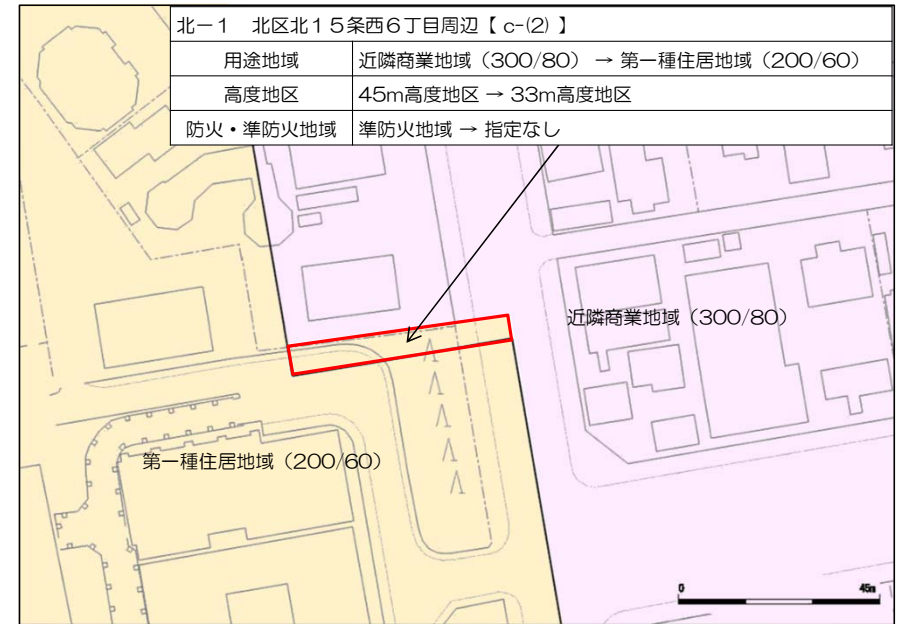 北－1　北区北１５条西６丁目周辺【 c-(2) 】
用途地域　近隣商業地域（300/80） → 第一種住居地域（200/60）
高度地区　45m高度地区 → 33m高度地区
防火・準防火地域　準防火地域 → 指定なし
近隣商業地域（300/80）
第一種住居地域（200/60）
0　45m